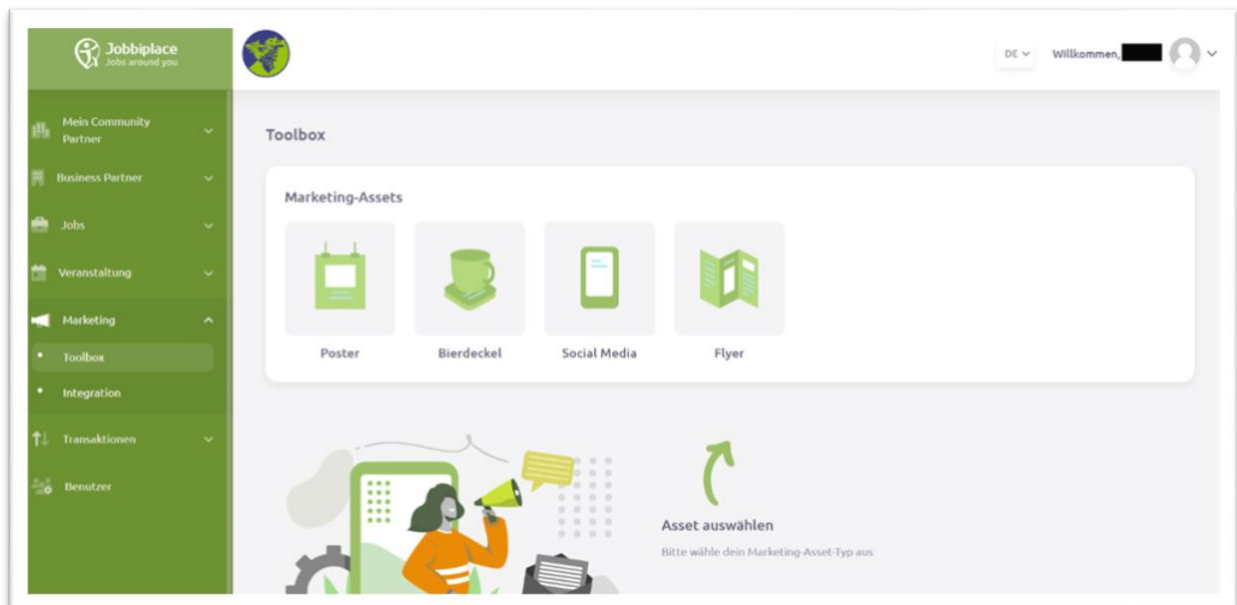 Jobbiplace
Jobs around you
DE
Willkommen,
Mein Community
Partner
Business Partner
Jobs
Veranstaltung
Marketing
Toolbox
Integration
Transaktionen
Benutzer
Toolbox
Marketing-Assets
Poster
Bierdeckel
Social Media
Flyer
Asset auswählen
Bitte wähle dein Marketing-Asset-Typ aus